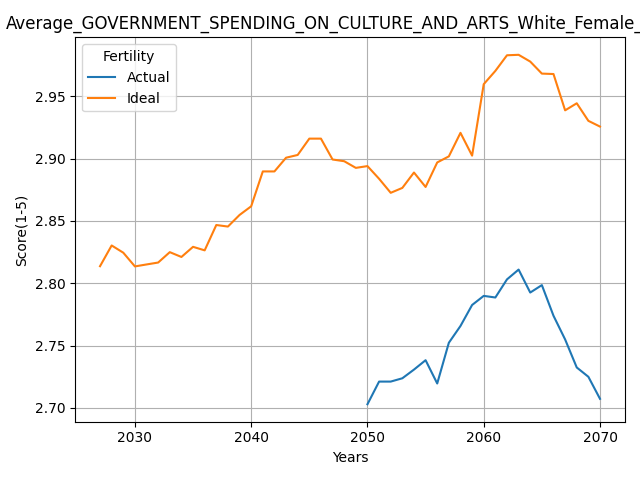 Average_GOVERNMENT_SPENDING_ON_CULTURE_AND_ARTS_White_Female_
Fertility
Actual
Ideal
Score(1-5)
2.95
2.90
2.85
2.80
2.75
2.70
2030 2040 2050 2060 2070
Years